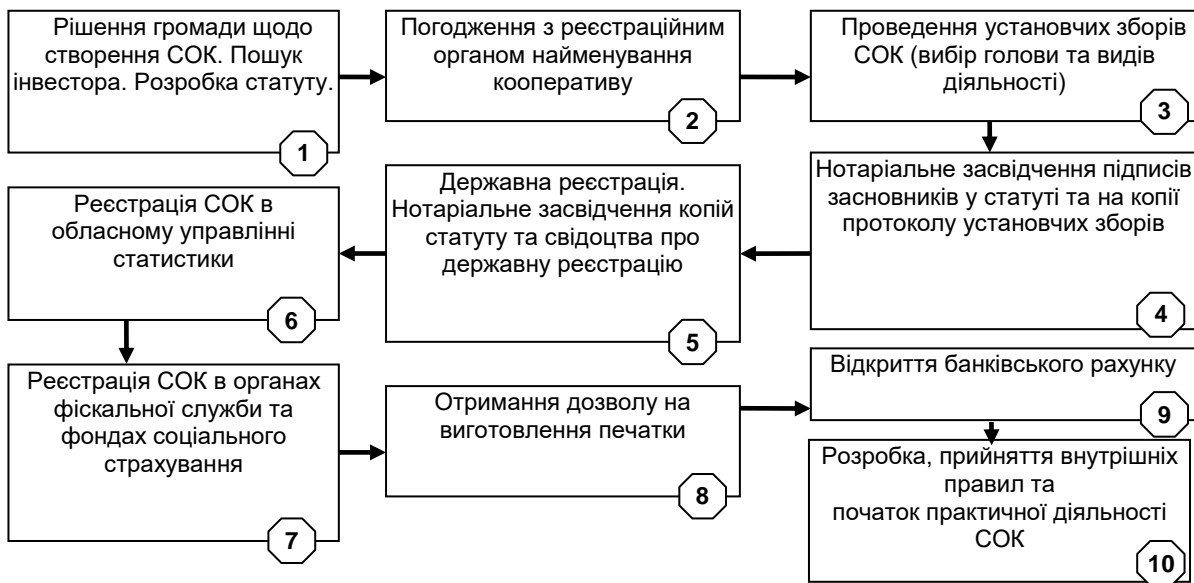 Рішення громади щодо
створення СОК. Пошук
інвестора. Розробка статуту.
1
Погодження з реєстраційним
органом найменування
кооперативу
2
Проведення установчих зборів
СОК (вибір голови та видів
діяльності)
3
Нотаріальне засвідчення підписів
засновників у статуті та на копії
протоколу установчих зборів
4
Державна реєстрація.
Нотаріальне засвідчення копій
статуту та свідоцтва про
державну реєстрацію
5
Реєстрація СОК в
обласному управлінні
статистики
6
Реєстрація СОК в органах
фіскальної служби та
фондах соціального
страхування
7
Отримання дозволу на
виготовлення печатки
8
Відкриття банківського рахунку
9
Розробка, прийняття внутрішніх
правил та
початок практичної діяльності
СОК
10